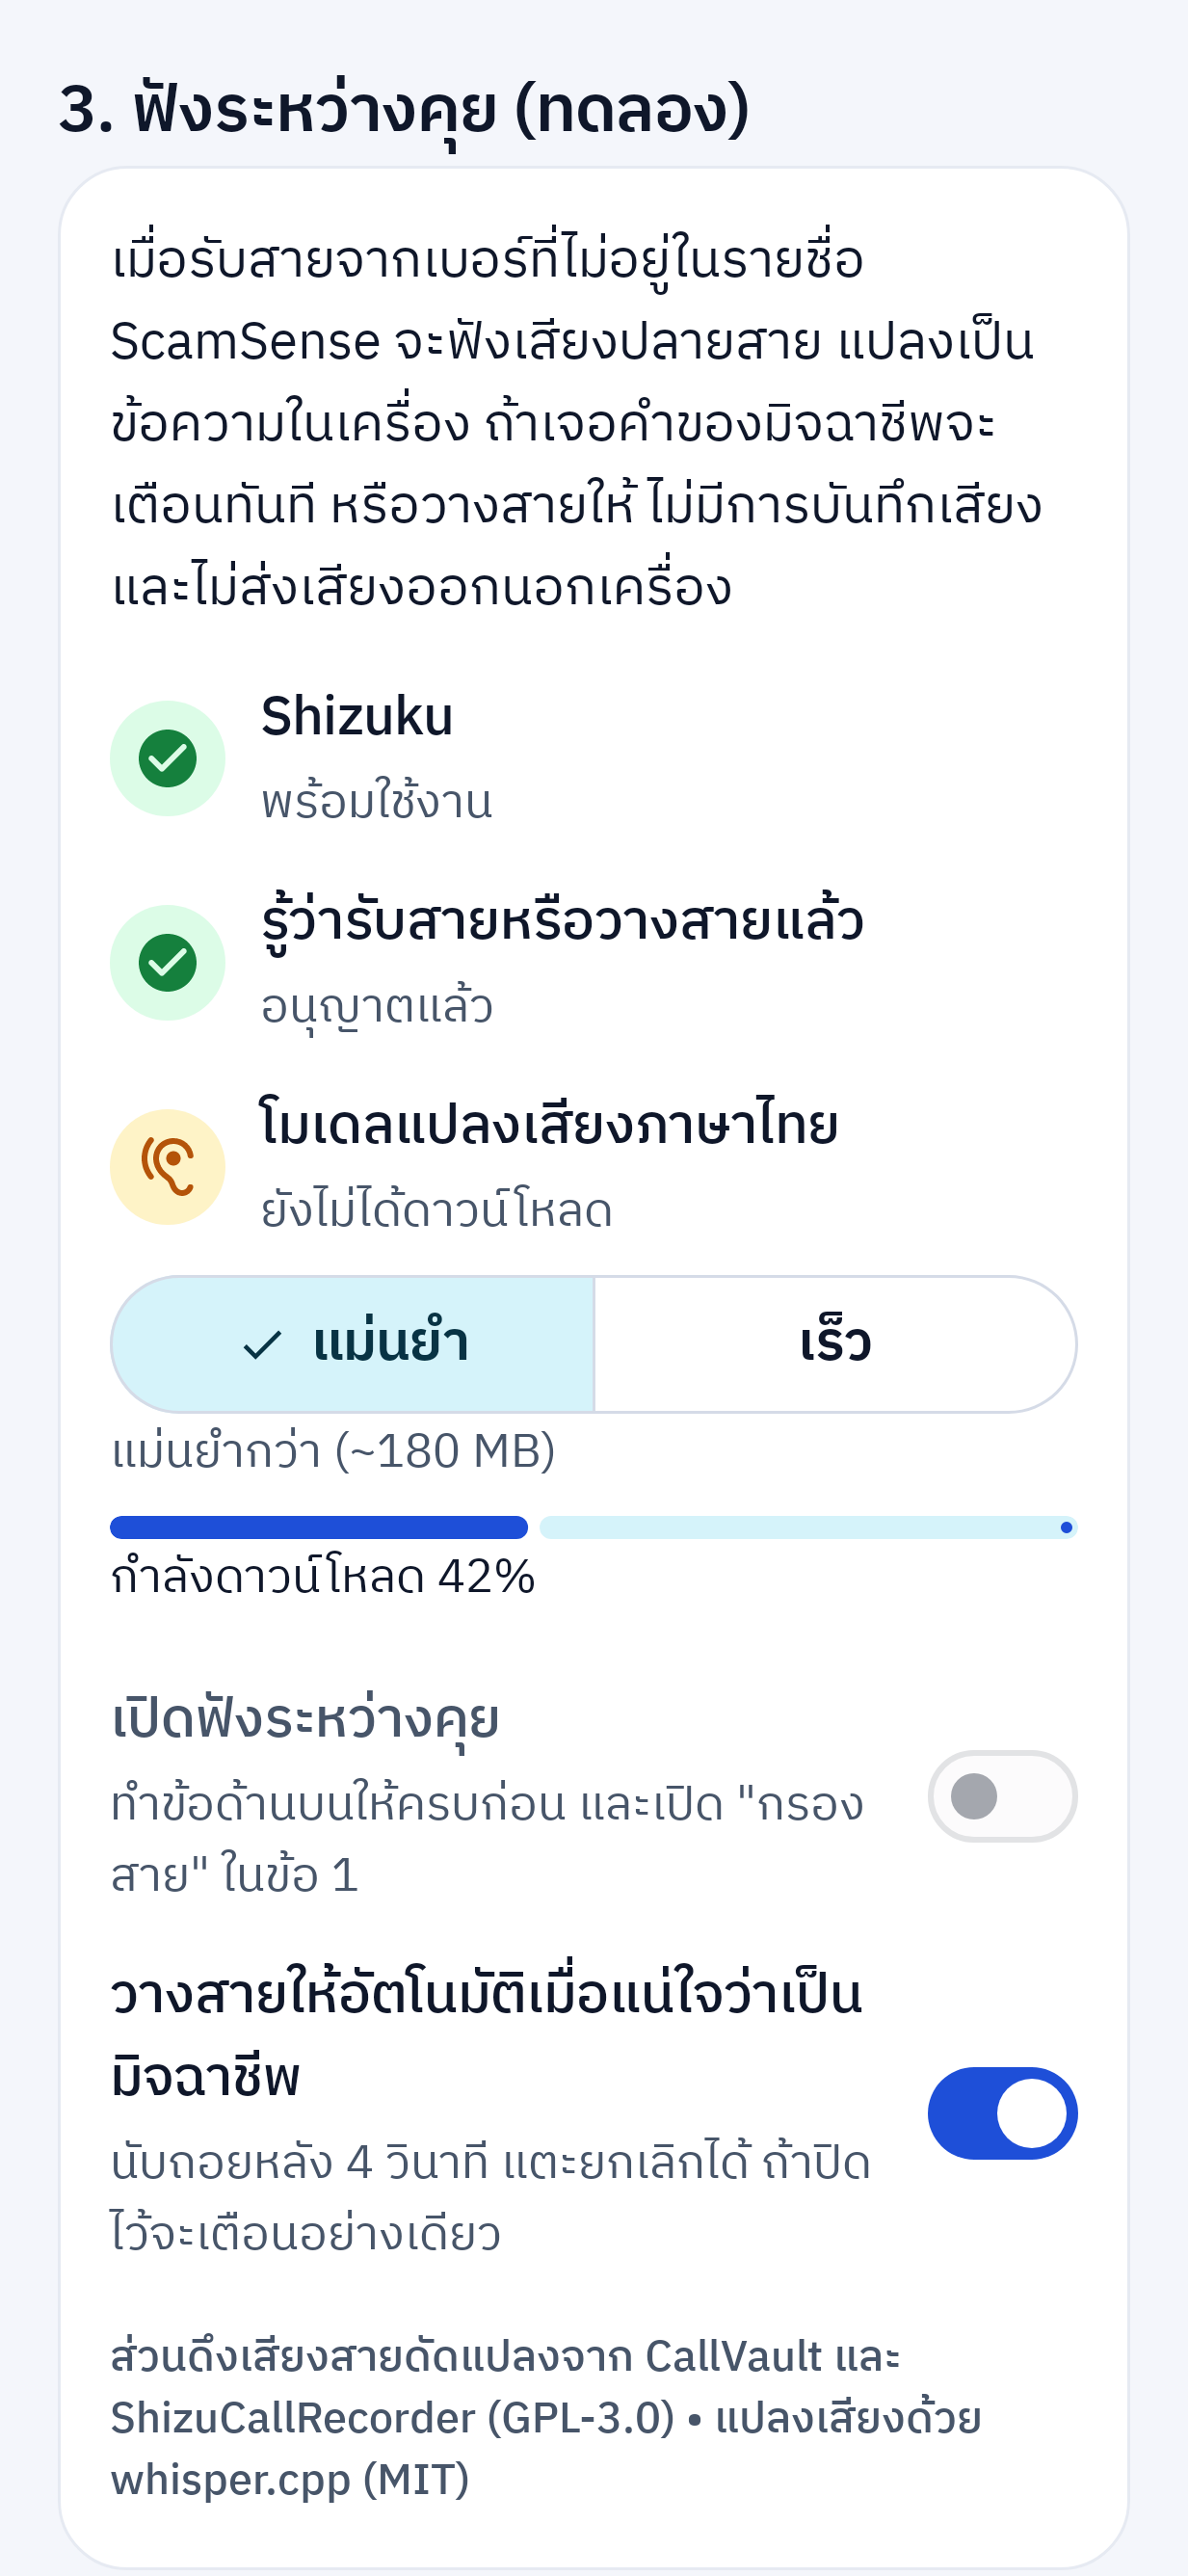 3. ฟังระหว่างคุย (ทดลอง)
เมื่อรับสายจากเบอร์ที่ไม่อยู่ในรายชื่อ
ScamSense จะฟังเสียงปลายสาย แปลงเป็น
ข้อความในเครื่อง ถ้าเจอคำของมิจฉาชีพจะ
เตือนทันที หรือวางสายให้ ไม่มีการบันทึกเสียง
และไม่ส่งเสียงออกนอกเครื่อง
Shizuku
พร้อมใช้งาน
รู้ว่ารับสายหรือวางสายแล้ว
อนุญาตแล้ว
โมเดลแปลงเสียงภาษาไทย
ยังไม่ได้ดาวน์โหลด
แม่นยำ
เร็ว
แม่นยำกว่า (~180 MB)
กำลังดาวน์โหลด 42%
เปิดฟังระหว่างคุย
ทำข้อด้านบนให้ครบก่อน และเปิด "กรอง
สาย" ในข้อ 1
วางสายให้อัตโนมัติเมื่อแน่ใจว่าเป็น
มิจฉาชีพ
นับถอยหลัง 4 วินาที แตะยกเลิกได้ ถ้าปิด
ไว้จะเตือนอย่างเดียว
ส่วนดึงเสียงสายดัดแปลงจาก CallVault และ
ShizuCallRecorder (GPL-3.0) • แปลงเสียงด้วย
whisper.cpp (MIT)